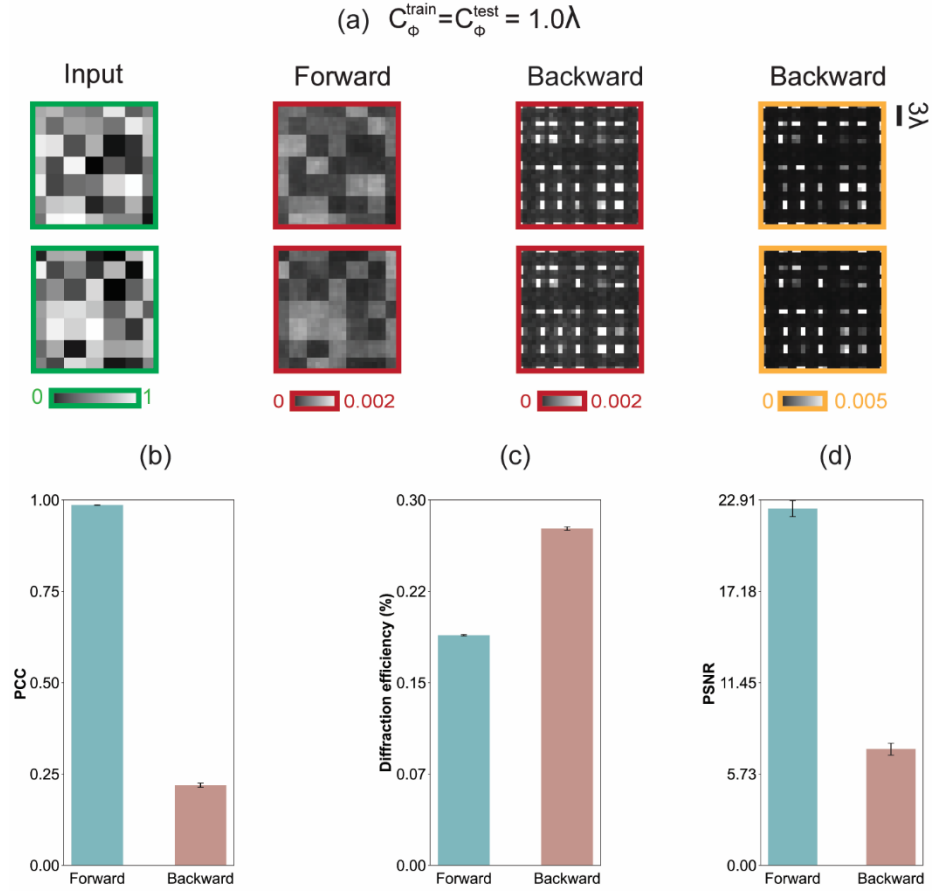 (a) C_Φ^train = C_Φ^test = 1.0λ
Input Forward Backward Backward
3λ
0 1 0 0.002 0 0.002 0 0.005
(b) (c) (d)
1.00
0.75
0.50
0.25
0.00
PCC
Forward Backward
0.30
0.22
0.15
0.07
0.00
Diffraction efficiency (%)
Forward Backward
22.91
17.18
11.45
5.73
0.00
PSNR
Forward Backward